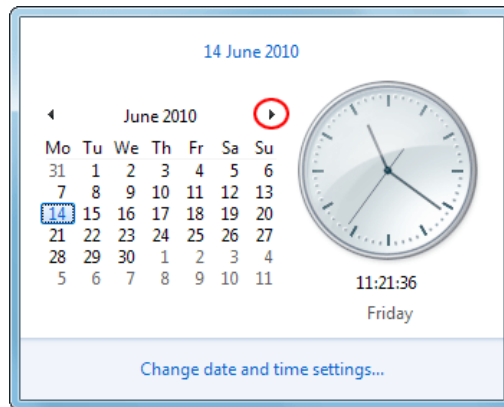 14 June 2010
June 2010
Mo Tu We Th Fr Sa Su
31 1 2 3 4 5 6
7 8 9 10 11 12 13
14 15 16 17 18 19 20
21 22 23 24 25 26 27
28 29 30 1 2 3 4
5 6 7 8 9 10 11
11:21:36
Friday
Change date and time settings...